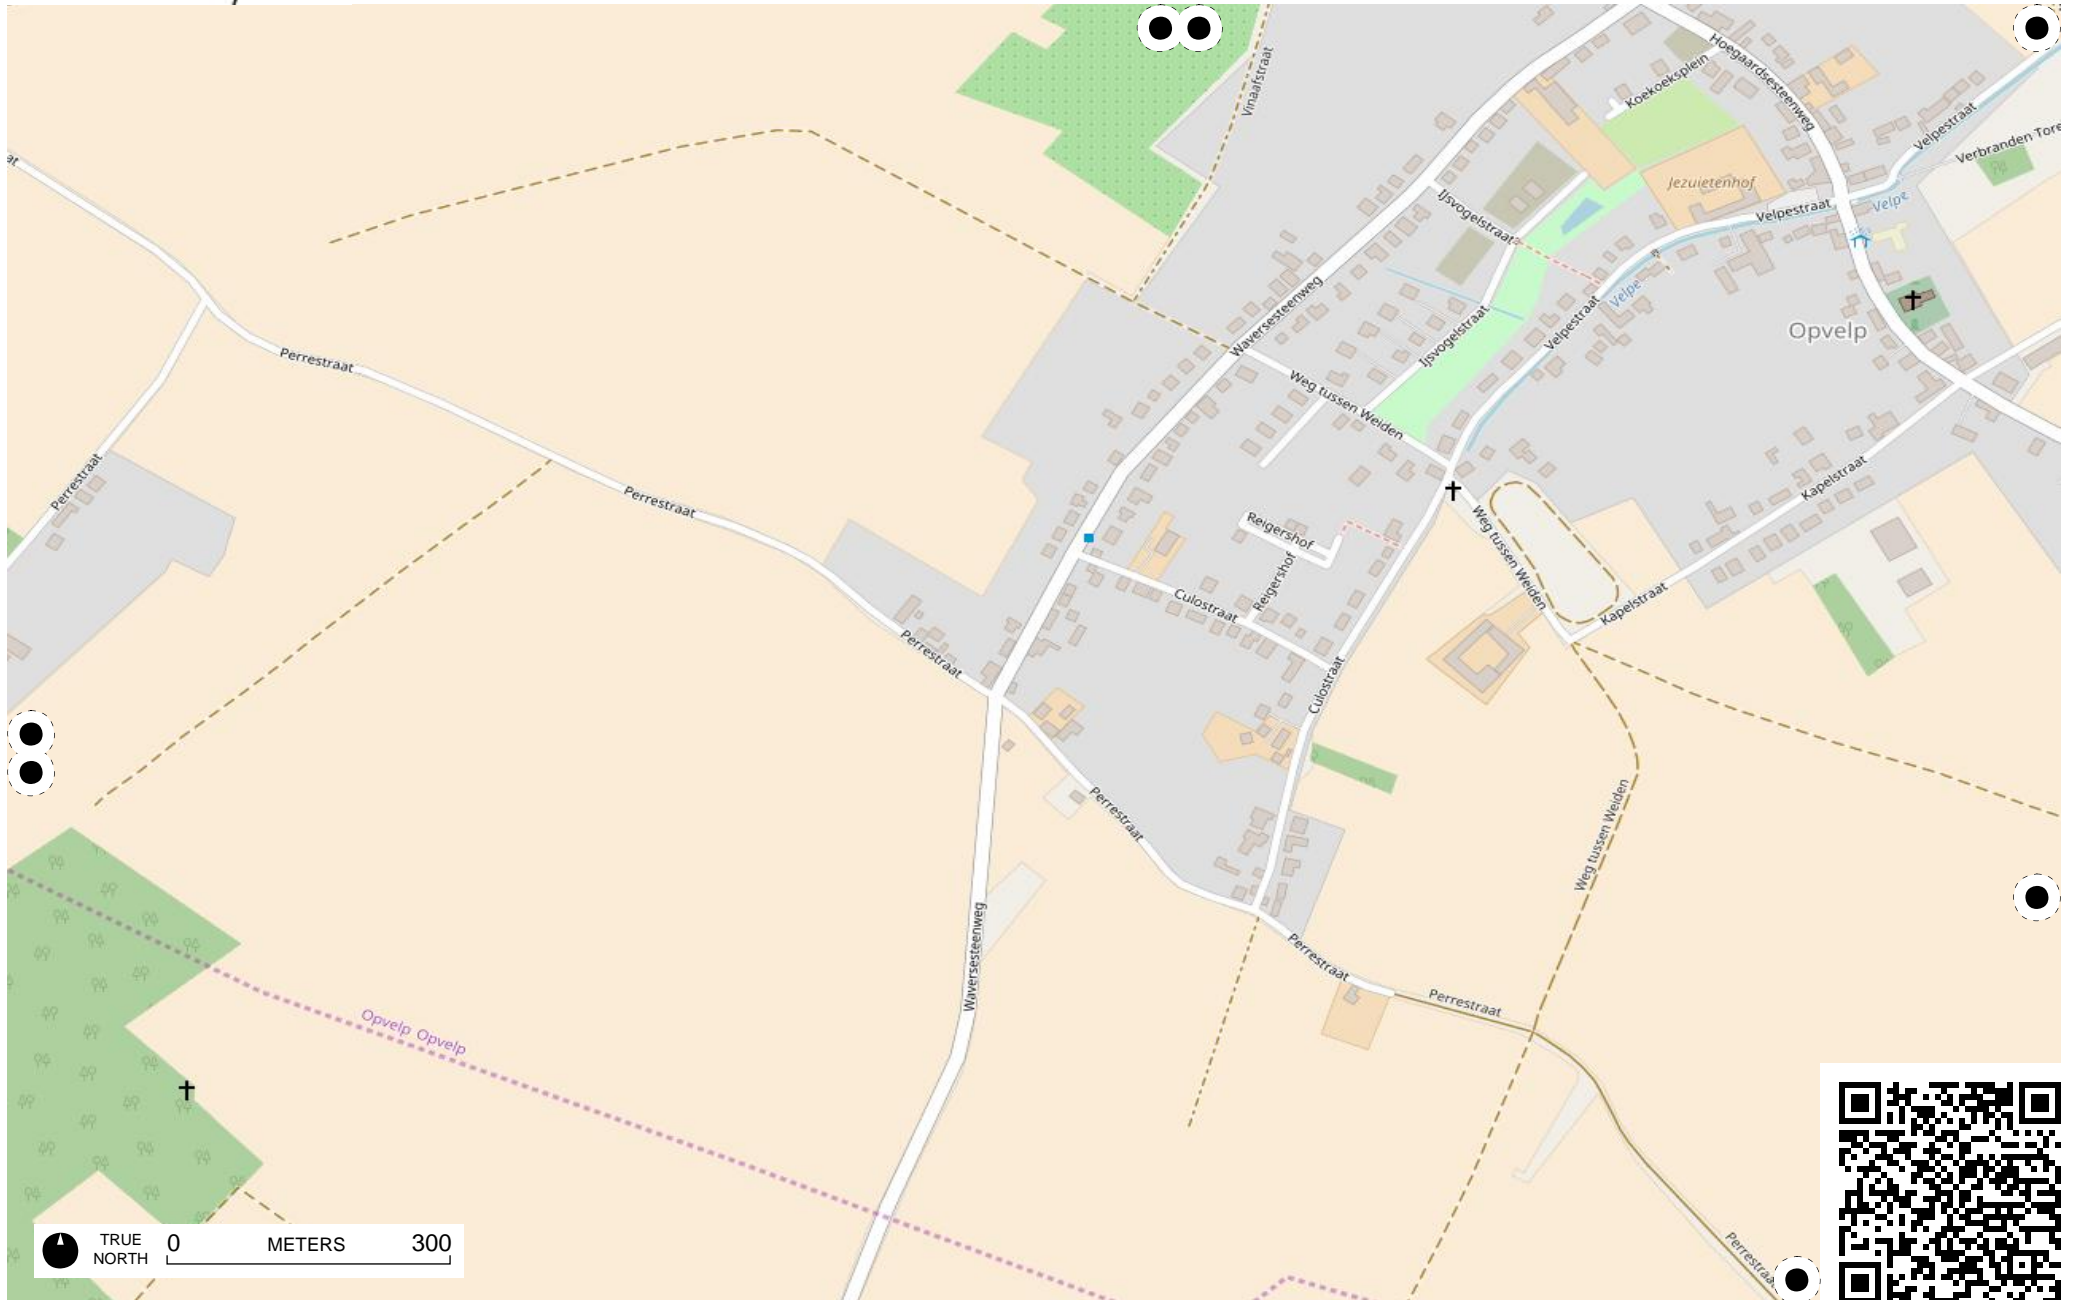 Vinaafstraat
Hoegaardsesteenweg
Koekoeksplein
Velpestraat
Verbranden Tore
Jezuietenhof
Ijsvogelstraat
Velpestraat
Velpe
Velpe
Waversesteenweg
Ijsvogelstraat
Velpestraat
Opvelp
at
Perrestraat
Weg tussen Weiden
Perrestraat
Perrestraat
Kapelstraat
Reigershof
Reigershof
Weg tussen Weiden
Culostraat
Kapelstraat
Perrestraat
Culostraat
Perrestraat
Weg tussen Weiden
Waversesteenweg
Perrestraat
Perrestraat
Opvelp Opvelp
Perrestraa
TRUE
NORTH
0 METERS 300